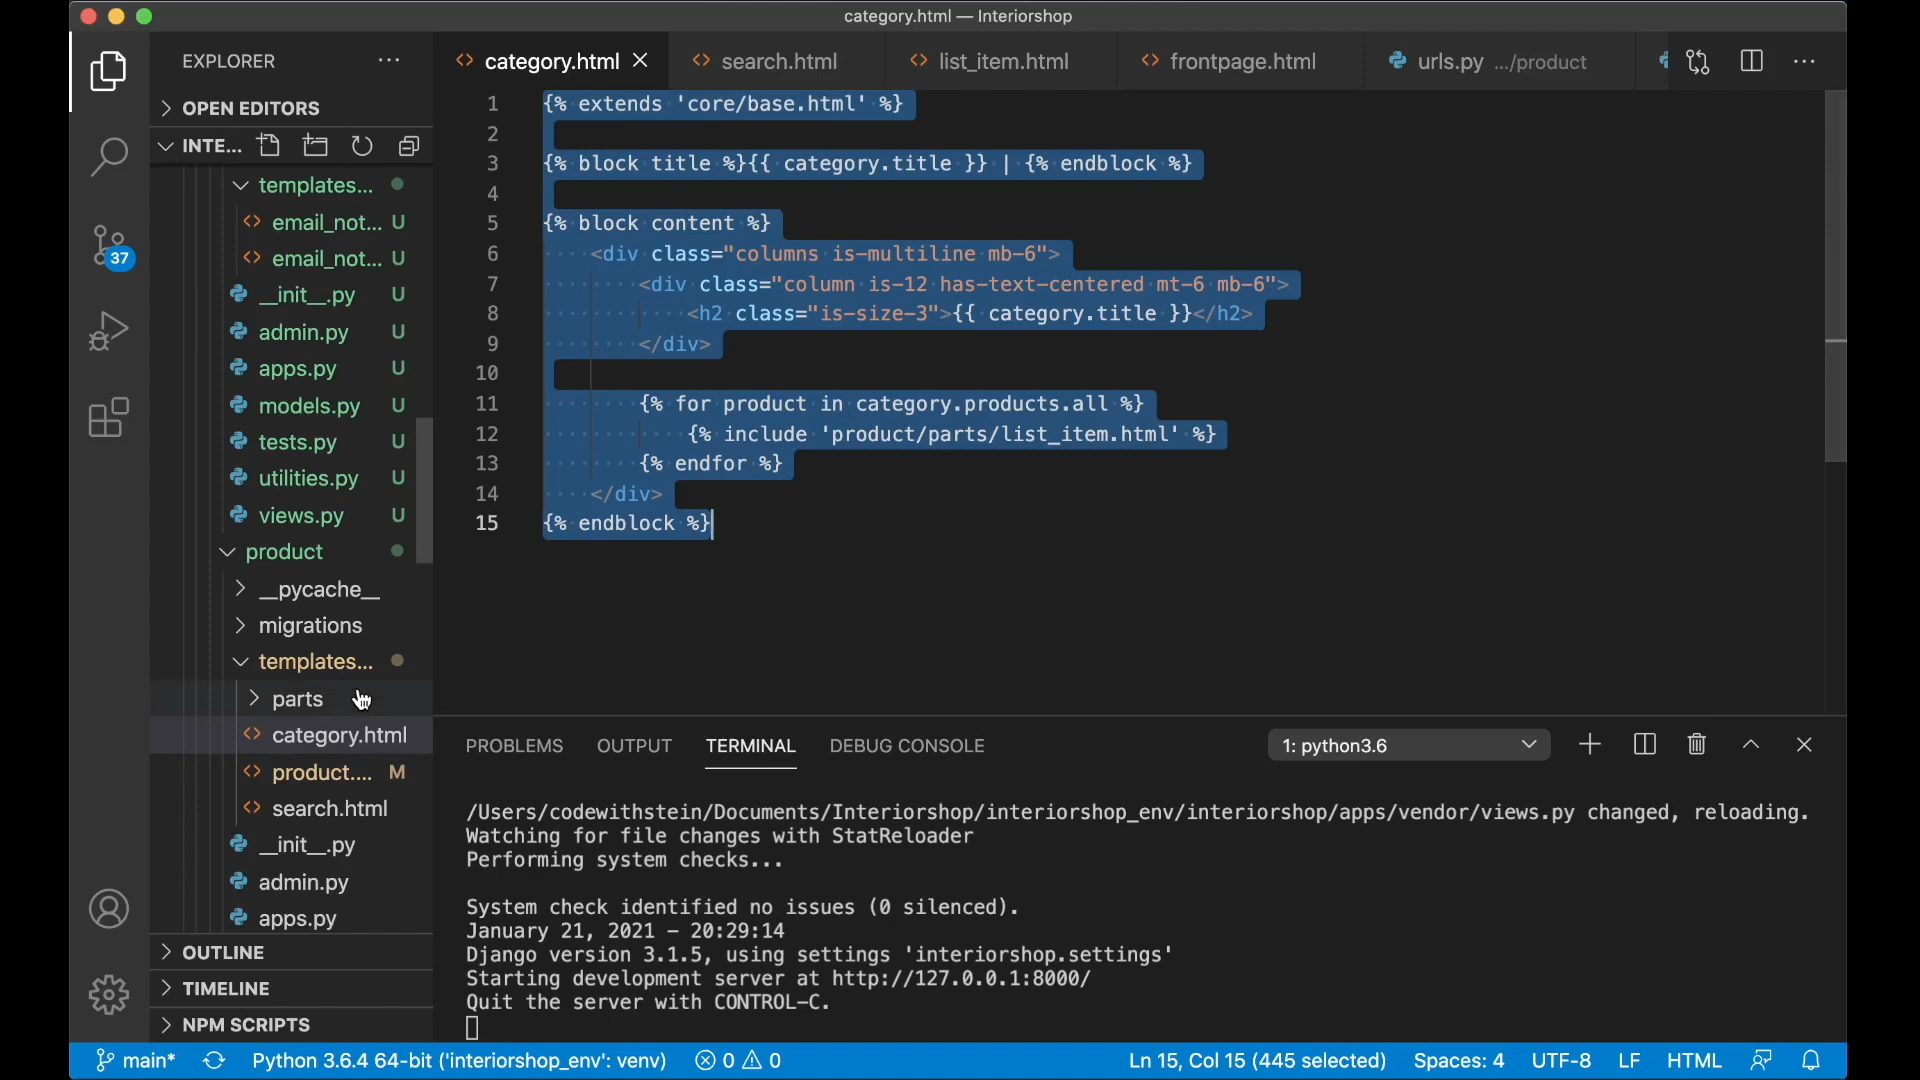 category.html — Interiorshop
EXPLORER
OPEN EDITORS
INTE...
templates...
email_not... U
email_not... U
__init__.py U
admin.py U
apps.py U
models.py U
tests.py U
utilities.py U
views.py U
product
__pycache__
migrations
templates...
parts
category.html
product.... M
search.html
__init__.py
admin.py
apps.py
OUTLINE
TIMELINE
NPM SCRIPTS
37
category.html
search.html
list_item.html
frontpage.html
urls.py .../product
1 {% extends 'core/base.html' %}
2
3 {% block title %}{{ category.title }} | {% endblock %}
4
5 {% block content %}
6 <div class="columns is-multiline mb-6">
7 <div class="column is-12 has-text-centered mt-6 mb-6">
8 <h2 class="is-size-3">{{ category.title }}</h2>
9 </div>
10
11 {% for product in category.products.all %}
12 {% include 'product/parts/list_item.html' %}
13 {% endfor %}
14 </div>
15 {% endblock %}
PROBLEMS OUTPUT TERMINAL DEBUG CONSOLE
1: python3.6
/Users/codewithstein/Documents/Interiorshop/interiorshop_env/interiorshop/apps/vendor/views.py changed, reloading.
Watching for file changes with StatReloader
Performing system checks...
System check identified no issues (0 silenced).
January 21, 2021 - 20:29:14
Django version 3.1.5, using settings 'interiorshop.settings'
Starting development server at http://127.0.0.1:8000/
Quit the server with CONTROL-C.
main* Python 3.6.4 64-bit ('interiorshop_env': venv) 0 0 Ln 15, Col 15 (445 selected) Spaces: 4 UTF-8 LF HTML